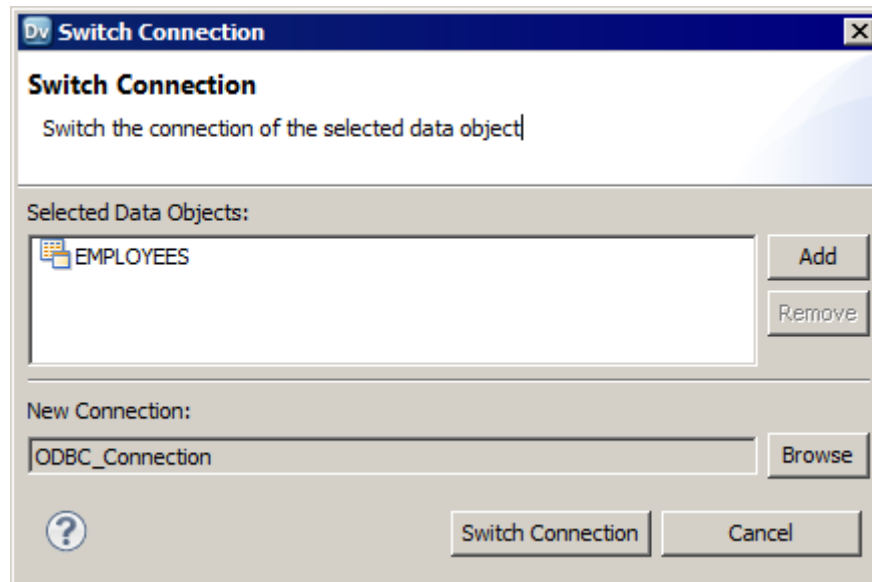 Dv Switch Connection
Switch Connection
Switch the connection of the selected data object
Selected Data Objects:
EMPLOYEES
Add
Remove
New Connection:
ODBC_Connection
Browse
?
Switch Connection
Cancel